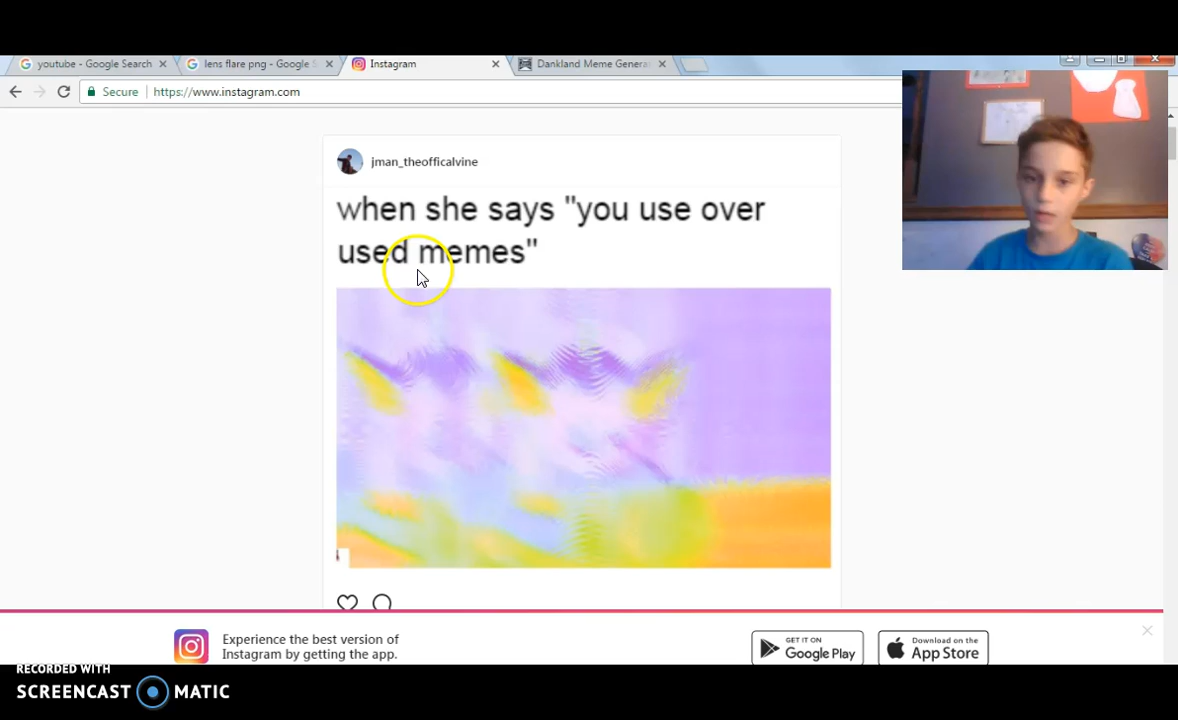 youtube - Google Search
lens flare png - Google S
Instagram
Dankland Meme Genera
Secure
https://www.instagram.com
jman_theofficalvine
when she says "you use over
used memes"
Experience the best version of
Instagram by getting the app.
GET IT ON
Google Play
Download on the
App Store
RECORDED WITH
SCREENCAST MATIC